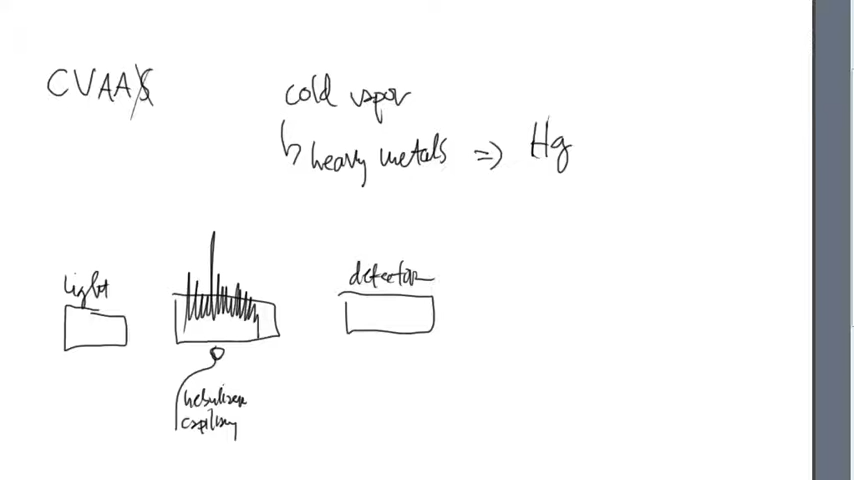 CVAAS
cold vapor
↳ heavy metals => Hg
light
detector
nebulizer
capillary